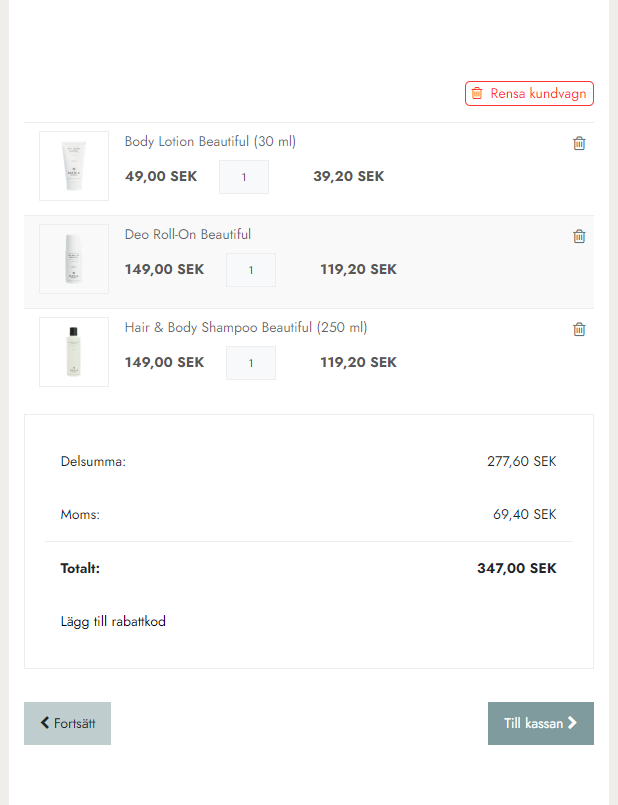 Rensa kundvagn
Body Lotion Beautiful (30 ml)
49,00 SEK 1 39,20 SEK
Deo Roll-On Beautiful
149,00 SEK 1 119,20 SEK
Hair & Body Shampoo Beautiful (250 ml)
149,00 SEK 1 119,20 SEK
Delsumma: 277,60 SEK
Moms: 69,40 SEK
Totalt: 347,00 SEK
Lägg till rabattkod
Fortsätt Till kassan